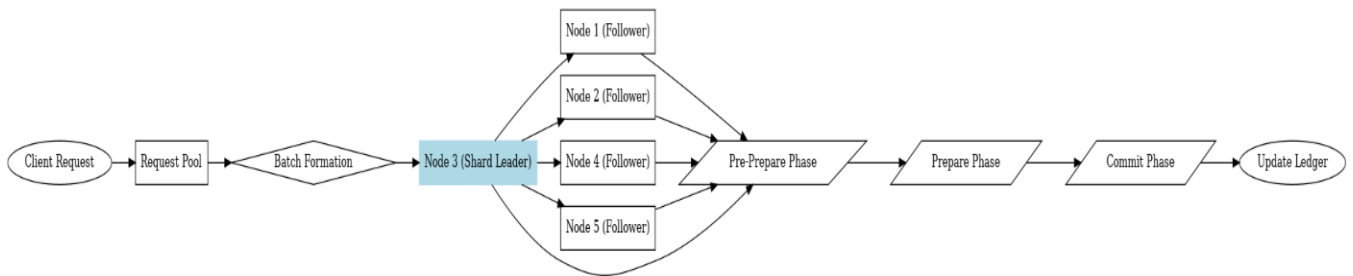 Client Request
Request Pool
Batch Formation
Node 3 (Shard Leader)
Node 1 (Follower)
Node 2 (Follower)
Node 4 (Follower)
Node 5 (Follower)
Pre-Prepare Phase
Prepare Phase
Commit Phase
Update Ledger